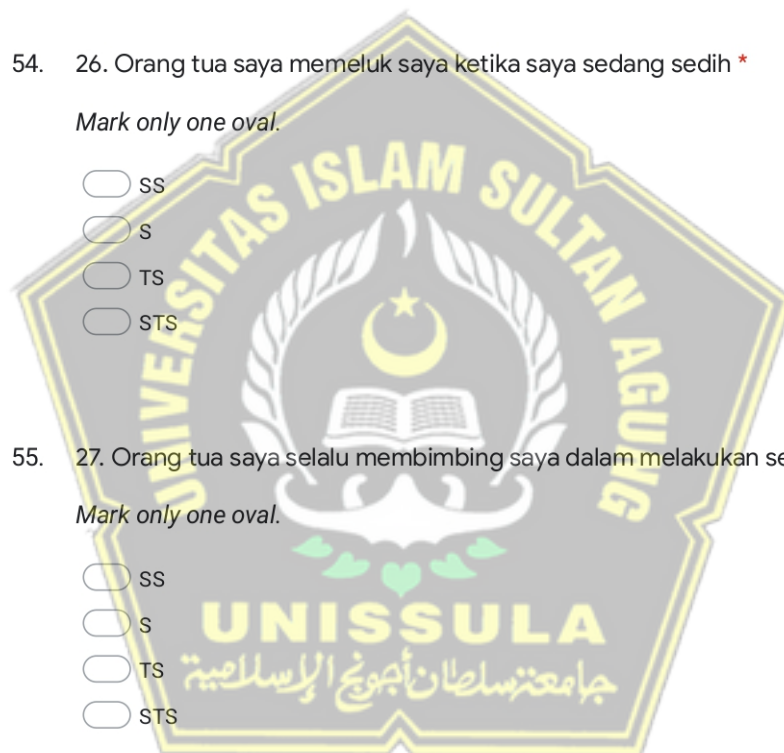 54. 26. Orang tua saya memeluk saya ketika saya sedang sedih *
Mark only one oval.
SS
S
TS
STS
UNIVERSITAS ISLAM SULTAN AGUNG
55. 27. Orang tua saya selalu membimbing saya dalam melakukan se
Mark only one oval.
SS
S
TS
STS
UNISSULA
جامعة سلطان أجونج الإسلامية